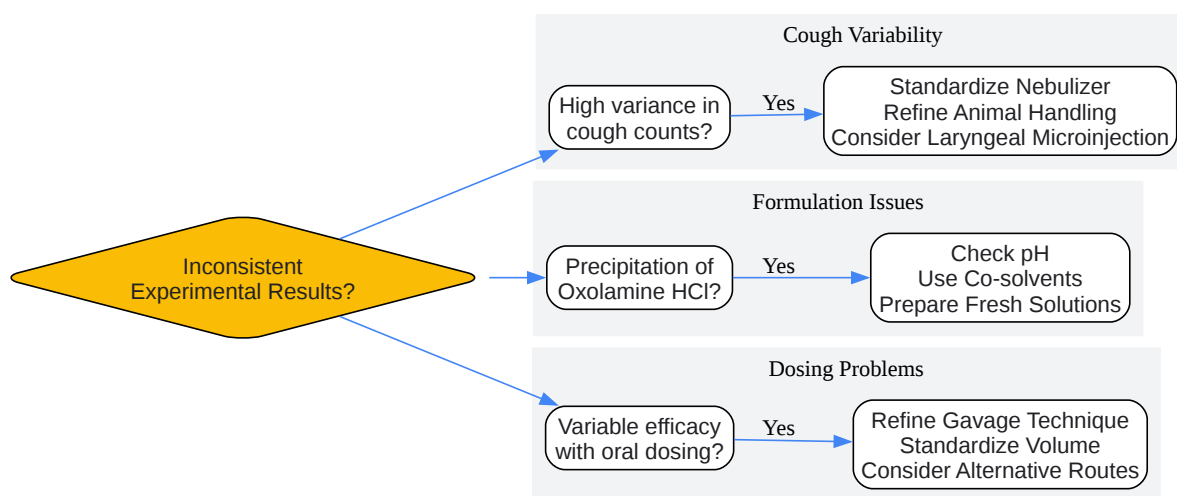 Inconsistent
Experimental Results?
Cough Variability
High variance in
cough counts?
Yes
Standardize Nebulizer
Refine Animal Handling
Consider Laryngeal Microinjection
Formulation Issues
Precipitation of
Oxolamine HCl?
Yes
Check pH
Use Co-solvents
Prepare Fresh Solutions
Dosing Problems
Variable efficacy
with oral dosing?
Yes
Refine Gavage Technique
Standardize Volume
Consider Alternative Routes